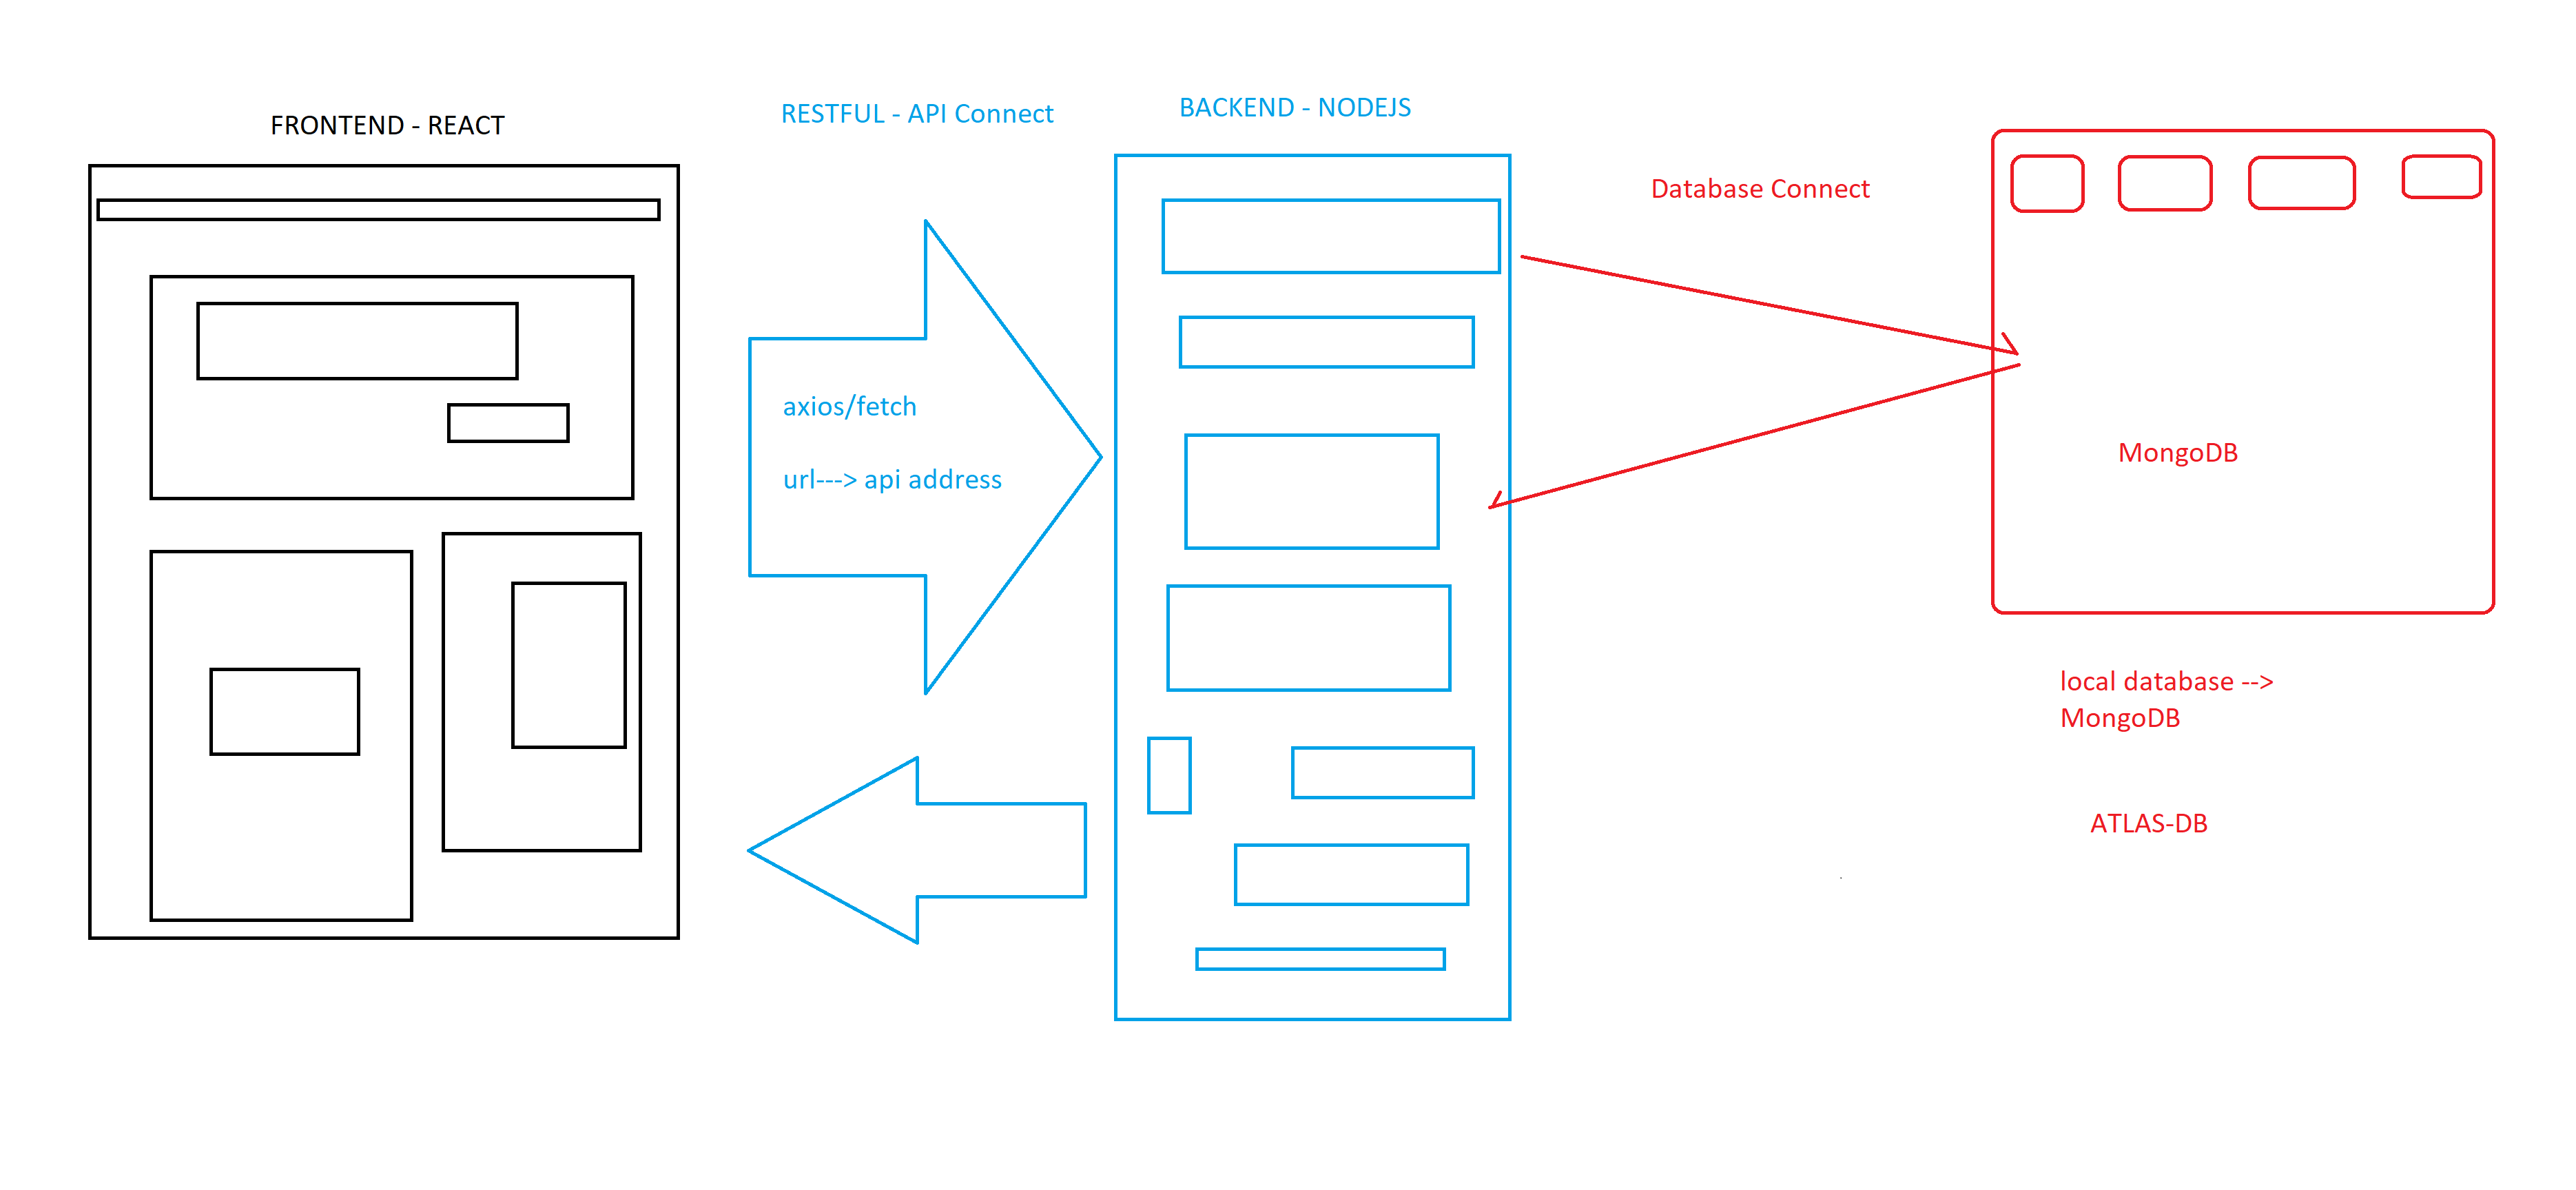 FRONTEND - REACT
RESTFUL - API Connect
BACKEND - NODEJS
Database Connect
axios/fetch
url---> api address
MongoDB
local database -->
MongoDB
ATLAS-DB